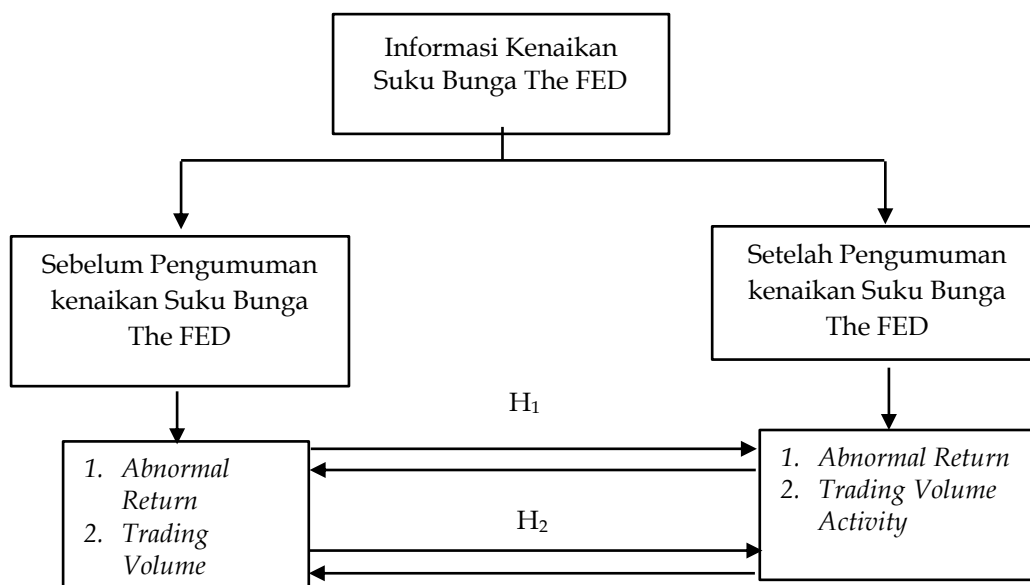 Informasi Kenaikan
Suku Bunga The FED
Sebelum Pengumuman
kenaikan Suku Bunga
The FED
Setelah Pengumuman
kenaikan Suku Bunga
The FED
H₁
1. Abnormal
Return
2. Trading
Volume
H₂
1. Abnormal Return
2. Trading Volume
Activity